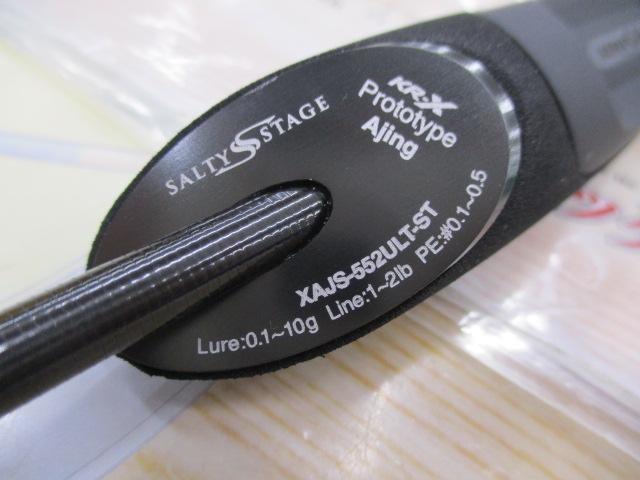 SALTY STAGE
KR-X
Prototype
Ajing
XAJS-552ULT-ST
Lure:0.1~10g Line:1~2lb PE:#0.1~0.5